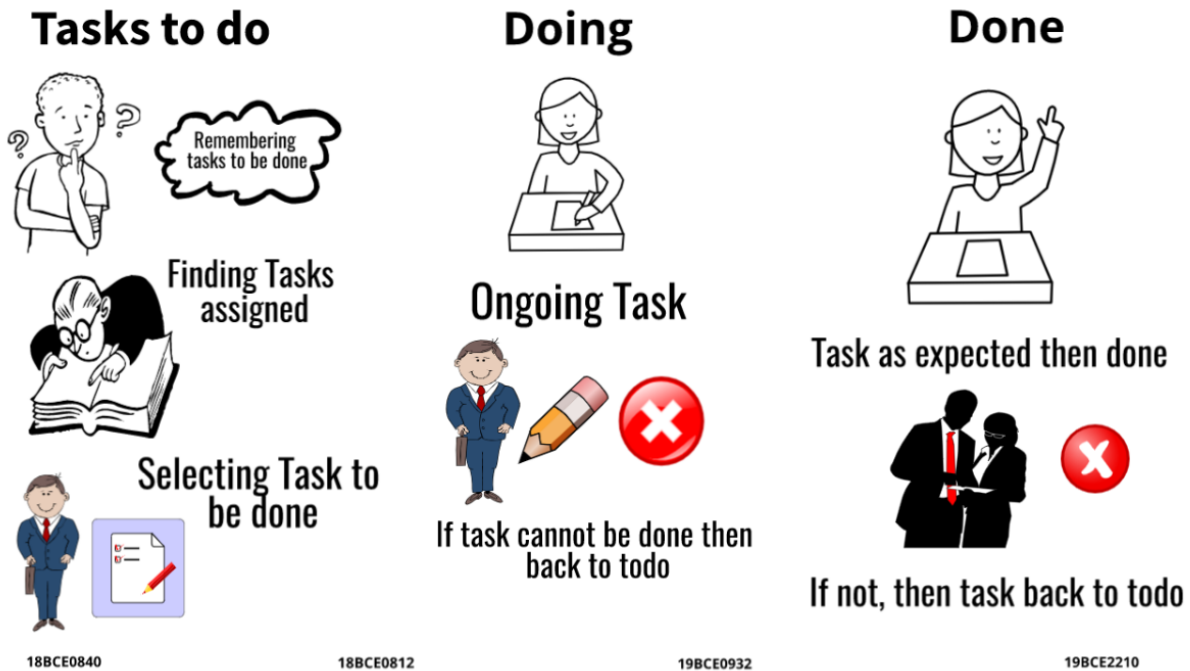 Tasks to do
Remembering
tasks to be done
Finding Tasks
assigned
Selecting Task to
be done
Doing
Ongoing Task
If task cannot be done then
back to todo
Done
Task as expected then done
If not, then task back to todo
18BCE0840
18BCE0812
19BCE0932
19BCE2210